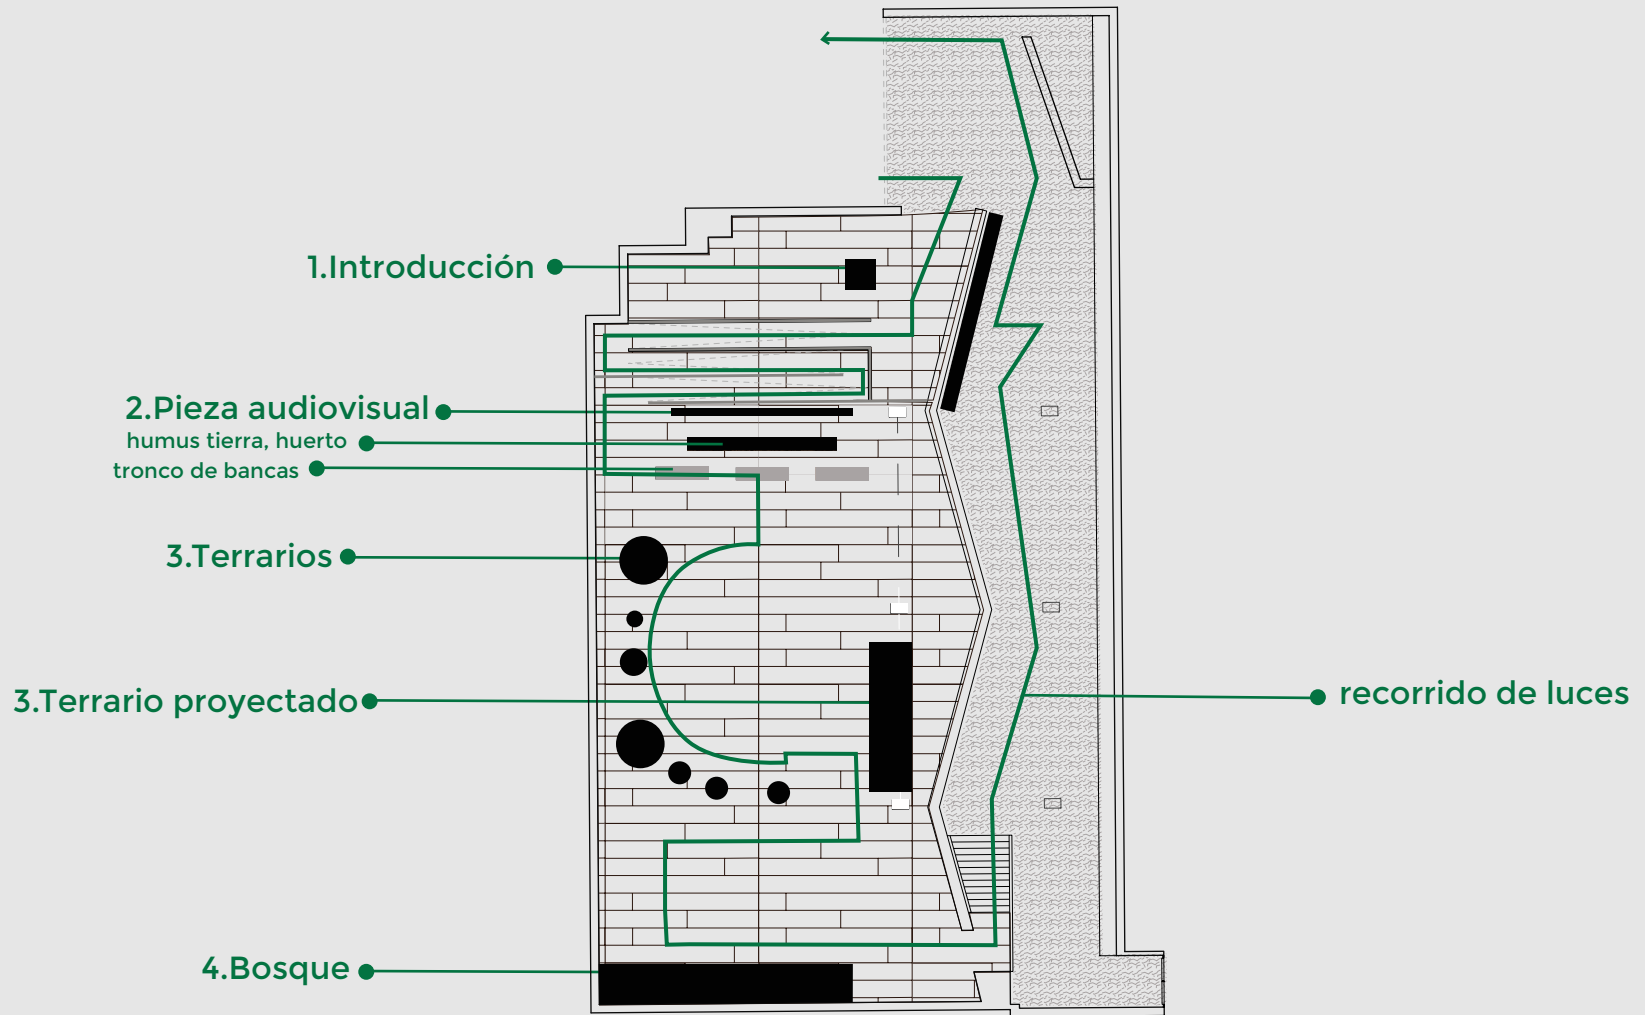 1.Introducción
2.Pieza audiovisual
humus tierra, huerto
tronco de bancas
3.Terrarios
3.Terrario proyectado
recorrido de luces
4.Bosque